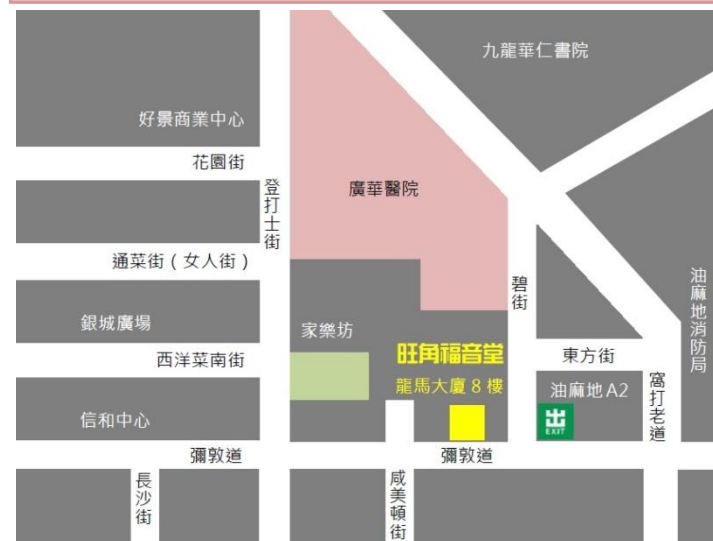 九龍華仁書院
好景商業中心
花園街
登打士街
廣華醫院
通菜街（女人街）
碧街
油麻地消防局
銀城廣場
家樂坊
旺角福音堂
東方街
西洋菜南街
龍馬大廈 8 樓
油麻地 A2
窩打老道
信和中心
出
EXIT
彌敦道
彌敦道
長沙街
咸美頓街